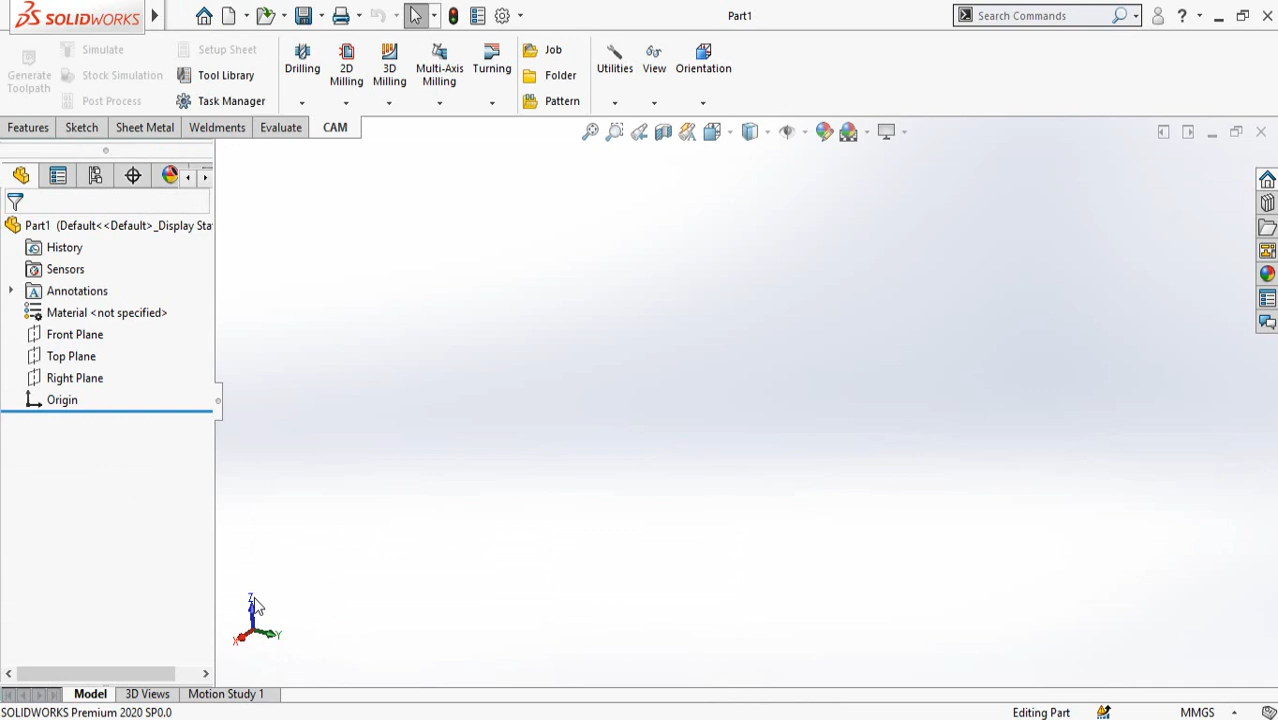 SOLIDWORKS
Part1
Search Commands
Generate Toolpath
Simulate
Stock Simulation
Post Process
Setup Sheet
Tool Library
Task Manager
Drilling
2D Milling
3D Milling
Multi-Axis Milling
Turning
Job
Folder
Pattern
Utilities
View
Orientation
Features
Sketch
Sheet Metal
Weldments
Evaluate
CAM
Part1 (Default<<Default>_Display Sta
History
Sensors
Annotations
Material <not specified>
Front Plane
Top Plane
Right Plane
Origin
Z
X
Y
Model
3D Views
Motion Study 1
SOLIDWORKS Premium 2020 SP0.0
Editing Part
MMGS